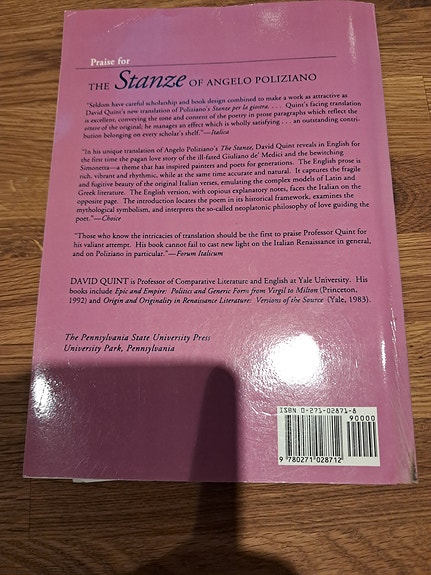 Praise for
THE Stanze OF ANGELO POLIZIANO
"Seldom have careful scholarship and book design combined to make a work as attractive as
David Quint's new translation of Poliziano's Stanze per la giostra. . . . Quint's facing translation
is excellent, conveying the tone and content of the poetry in prose paragraphs which reflect the
ottave of the original; he manages an effect which is wholly satisfying . . . an outstanding contri-
bution belonging on every scholar's shelf."—Italica
"In his unique translation of Angelo Poliziano's The Stanze, David Quint reveals in English for
the first time the pagan love story of the ill-fated Giuliano de' Medici and the bewitching
Simonetta—a theme that has inspired painters and poets for generations. The English prose is
rich, vibrant and rhythmic, while at the same time accurate and natural. It captures the fragile
and fugitive beauty of the original Italian verses, emulating the complex models of Latin and
Greek literature. The English version, with copious explanatory notes, faces the Italian on the
opposite page. The introduction locates the poem in its historical framework, examines the
mythological symbolism, and interprets the so-called neoplatonic philosophy of love guiding the
poet."—Choice
"Those who know the intricacies of translation should be the first to praise Professor Quint for
his valiant attempt. His book cannot fail to cast new light on the Italian Renaissance in general,
and on Poliziano in particular."—Forum Italicum
DAVID QUINT is Professor of Comparative Literature and English at Yale University. His
books include Epic and Empire: Politics and Generic Form from Virgil to Milton (Princeton,
1992) and Origin and Originality in Renaissance Literature: Versions of the Source (Yale, 1983).
The Pennsylvania State University Press
University Park, Pennsylvania
ISBN 0-271-02871-8
90000
9 780271 028712